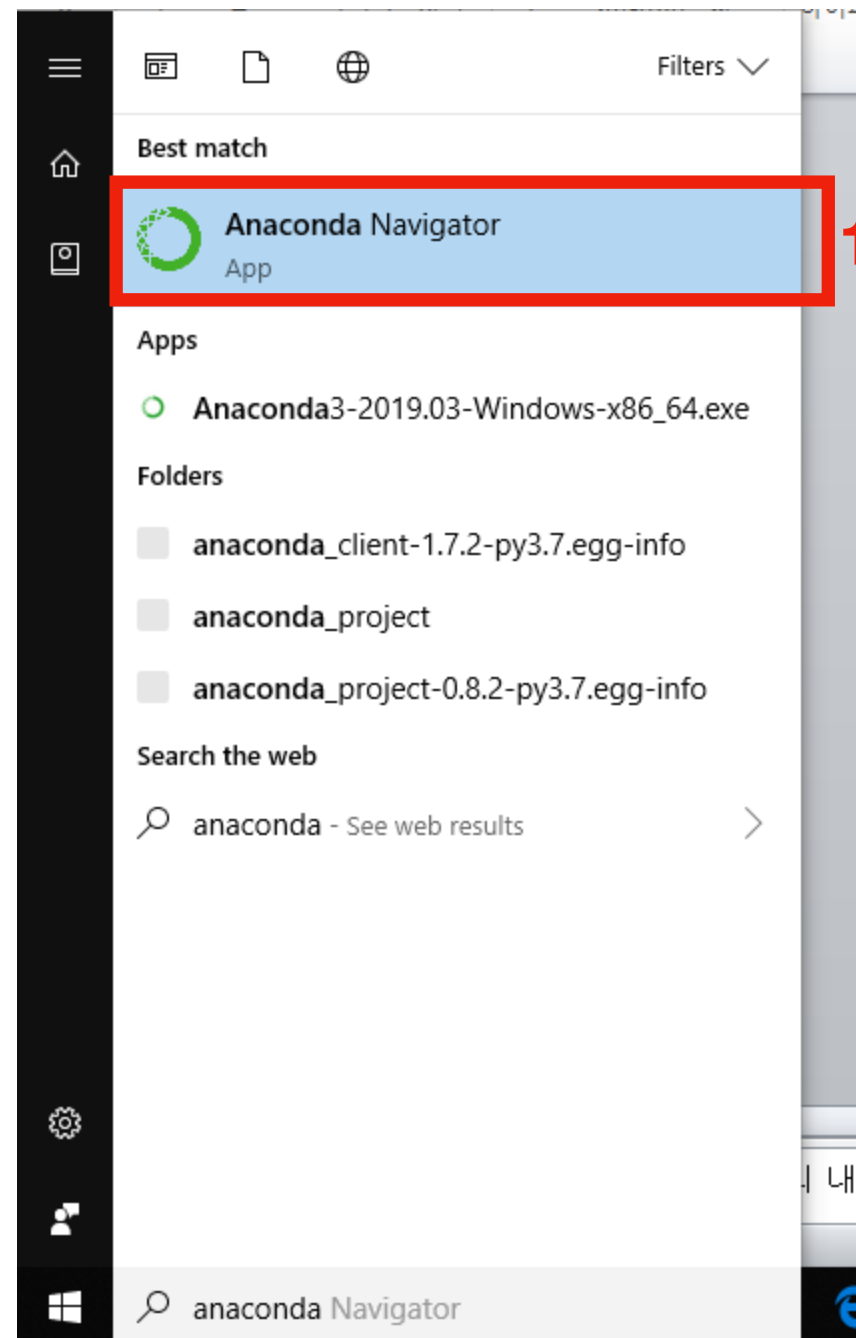 Filters
Best match
Anaconda Navigator
App
1
Apps
Anaconda3-2019.03-Windows-x86_64.exe
Folders
anaconda_client-1.7.2-py3.7.egg-info
anaconda_project
anaconda_project-0.8.2-py3.7.egg-info
Search the web
anaconda - See web results
내
anaconda Navigator